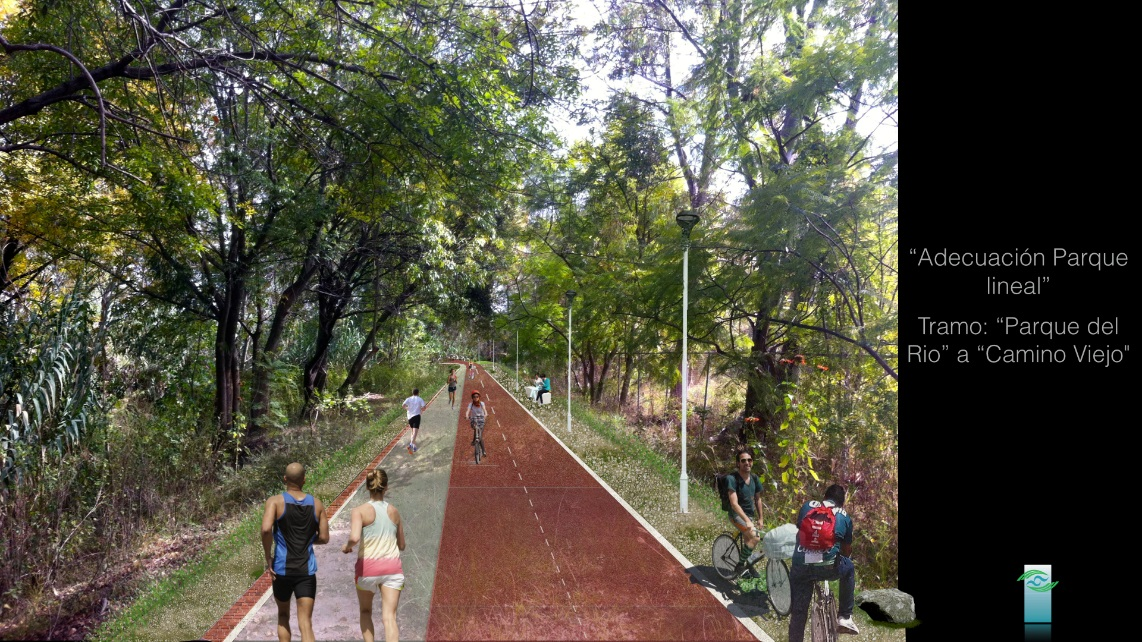 “Adecuación Parque
lineal”
Tramo: “Parque del
Rio” a “Camino Viejo"